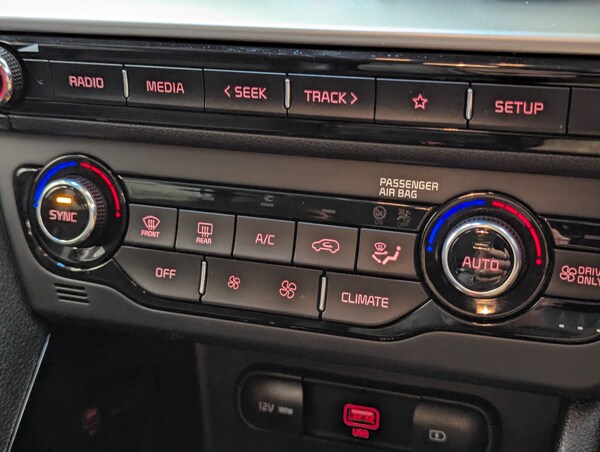 RADIO
MEDIA
< SEEK
TRACK >
SETUP
PASSENGER
AIR BAG
SYNC
FRONT
REAR
A/C
AUTO
OFF
CLIMATE
DRIVER
ONLY
12V
USB